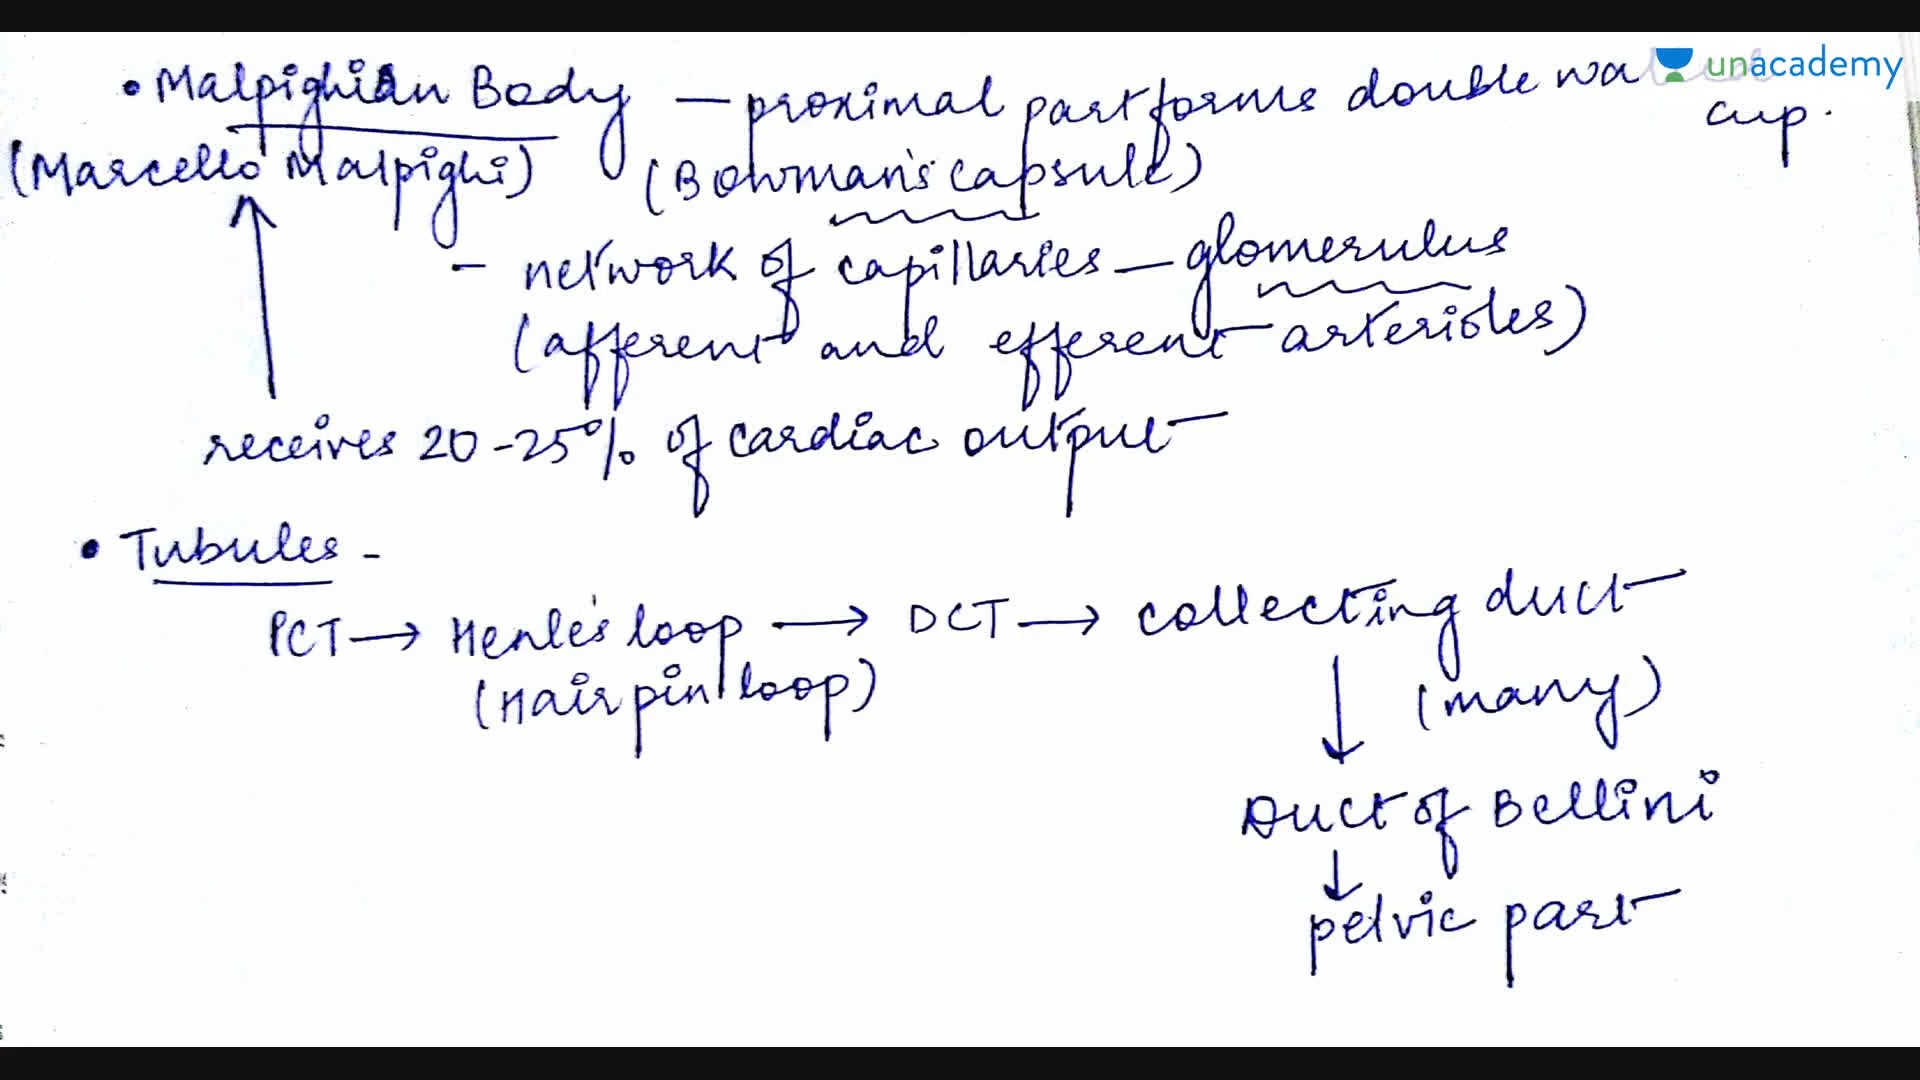 • Malpighian Body – proximal part forms double
unacademy
cup.
(Marcello Malpighi) (Bowman's capsule)
– network of capillaries – glomerulus
(afferent and efferent arterioles)
receives 20-25% of cardiac output
• Tubules -
PCT → Henle's loop → DCT → collecting duct
(Hair pin loop) (many)
Duct of Bellini
pelvic part